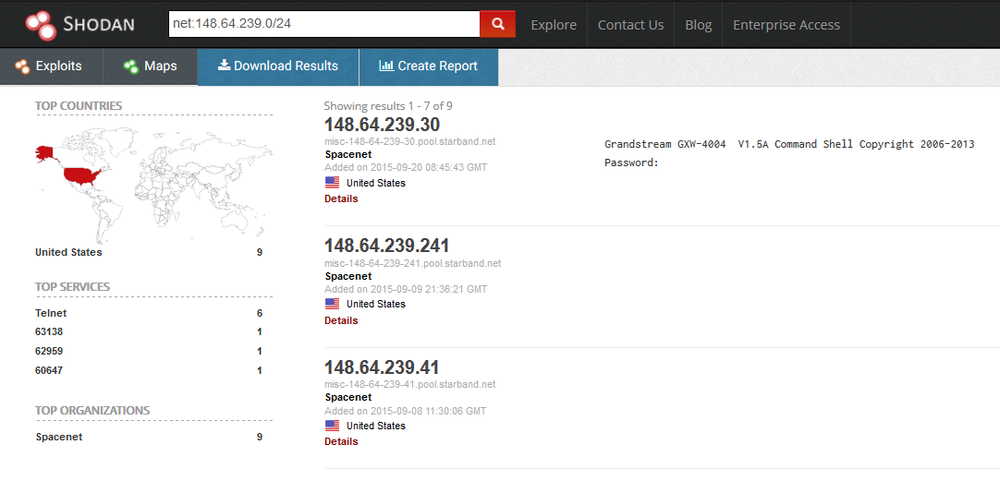 SHODAN
net:148.64.239.0/24
Explore
Contact Us
Blog
Enterprise Access
Exploits
Maps
Download Results
Create Report
TOP COUNTRIES
United States 9
TOP SERVICES
Telnet 6
63138 1
62959 1
60647 1
TOP ORGANIZATIONS
Spacenet 9
Showing results 1 - 7 of 9
148.64.239.30
misc-148-64-239-30.pool.starband.net
Spacenet
Added on 2015-09-20 08:45:43 GMT
United States
Details
Grandstream GXW-4004  V1.5A Command Shell Copyright 2006-2013
Password:
148.64.239.241
misc-148-64-239-241.pool.starband.net
Spacenet
Added on 2015-09-09 21:36:21 GMT
United States
Details
148.64.239.41
misc-148-64-239-41.pool.starband.net
Spacenet
Added on 2015-09-08 11:30:06 GMT
United States
Details